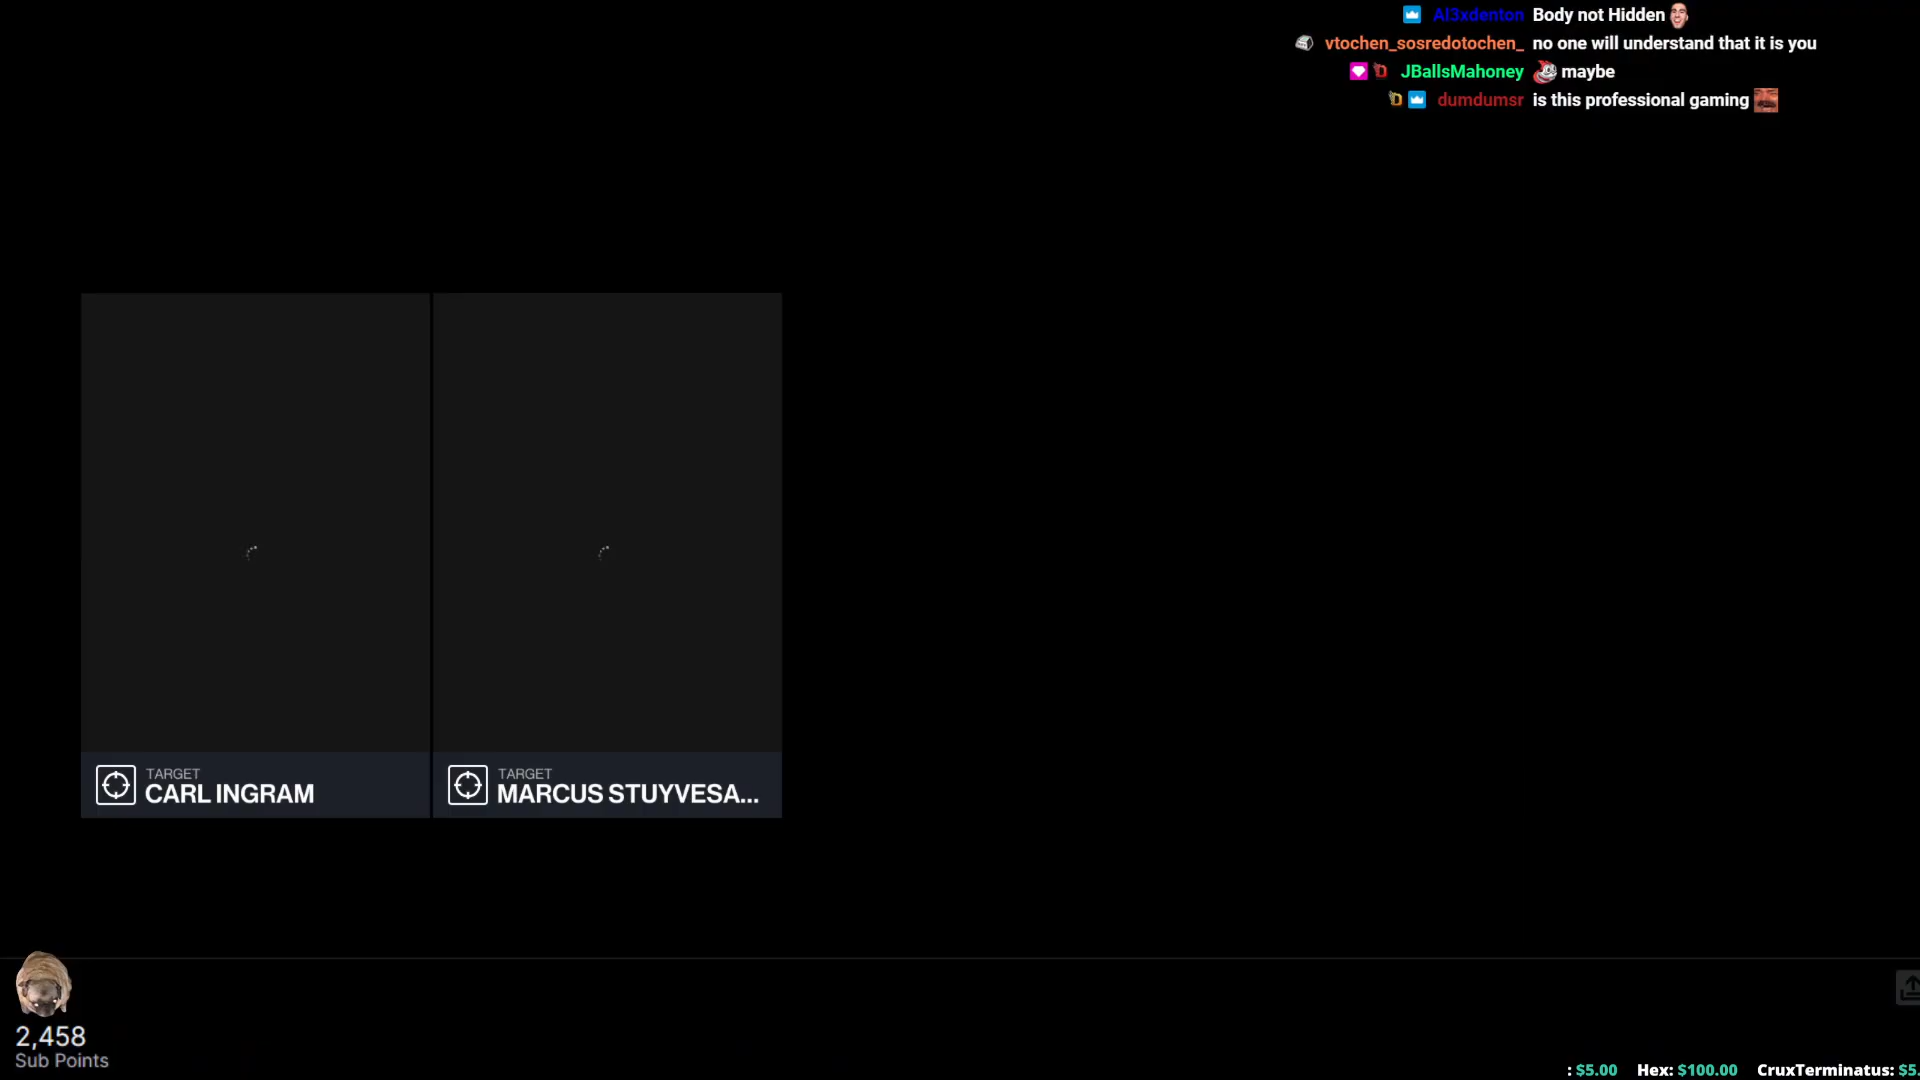 Al3xdenton Body not Hidden
vtochen_sosredotochen_ no one will understand that it is you
JBallsMahoney maybe
dumdumsr is this professional gaming
TARGET
CARL INGRAM
TARGET
MARCUS STUYVESA...
2,458
Sub Points
: $5.00 Hex: $100.00 CruxTerminatus: $5.